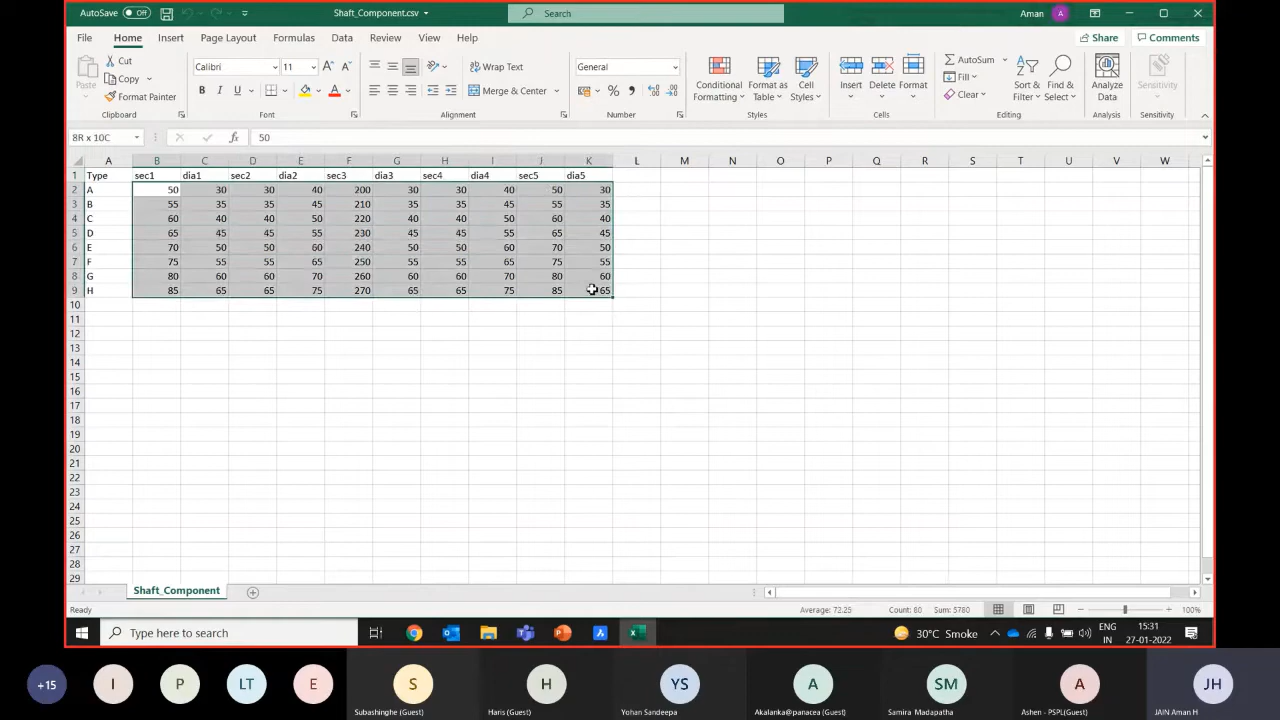 AutoSave Off Shaft_Component.csv Search Aman A
File Home Insert Page Layout Formulas Data Review View Help Share Comments
Paste Cut Copy Format Painter Clipboard
Calibri 11 A A B I U A Font
Wrap Text Merge & Center Alignment
General % Number
Conditional Formatting Format as Table Cell Styles Styles
Insert Delete Format Cells
AutoSum Fill Clear Sort & Filter Find & Select Editing
Analyze Data Analysis
Sensitivity Sensitivity
8R x 10C fx 50
A B C D E F G H I J K L M N O P Q R S T U V W
1 Type sec1 dia1 sec2 dia2 sec3 dia3 sec4 dia4 sec5 dia5
2 A 50 30 30 40 200 30 30 40 50 30
3 B 55 35 35 45 210 35 35 45 55 35
4 C 60 40 40 50 220 40 40 50 60 40
5 D 65 45 45 55 230 45 45 55 65 45
6 E 70 50 50 60 240 50 50 60 70 50
7 F 75 55 55 65 250 55 55 65 75 55
8 G 80 60 60 70 260 60 60 70 80 60
9 H 85 65 65 75 270 65 65 75 85 65
10
11
12
13
14
15
16
17
18
19
20
21
22
23
24
25
26
27
28
29
Shaft_Component
Ready Average: 72.25 Count: 80 Sum: 5780 100%
Type here to search 30°C Smoke ENG IN 15:31 27-01-2022
+15 I P LT E S H YS A SM A JH
Subashinghe (Guest) Haris (Guest) Yohan Sandeepa Akalanka@panacea (Guest) Samira Madapatha Ashen - PSPL(Guest) JAIN Aman H